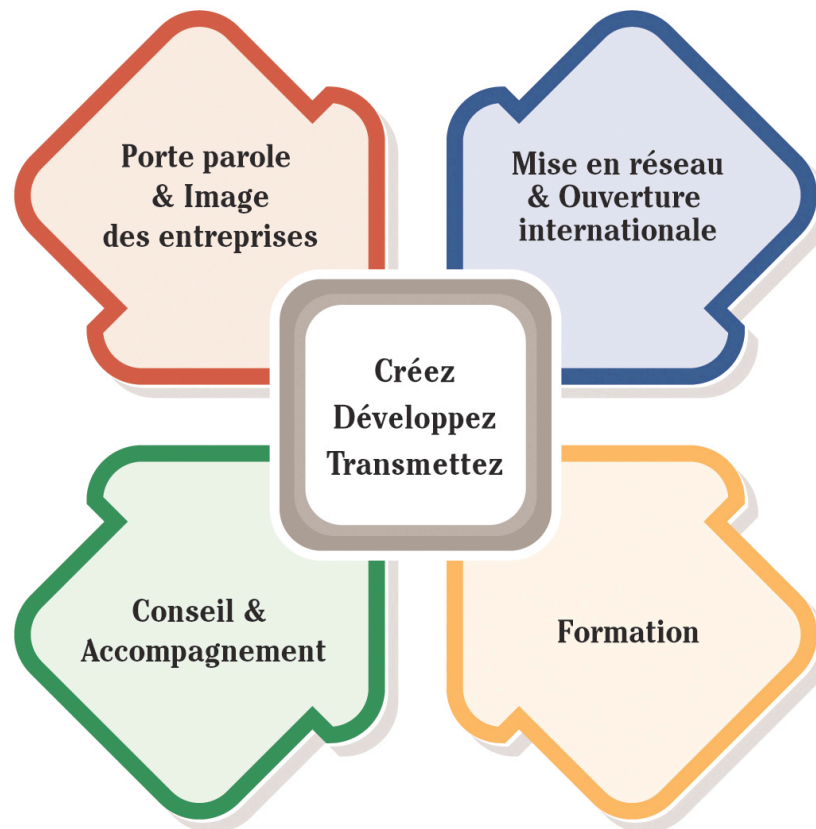 Porte parole
& Image
des entreprises
Mise en réseau
& Ouverture
internationale
Créez
Développez
Transmettez
Conseil &
Accompagnement
Formation